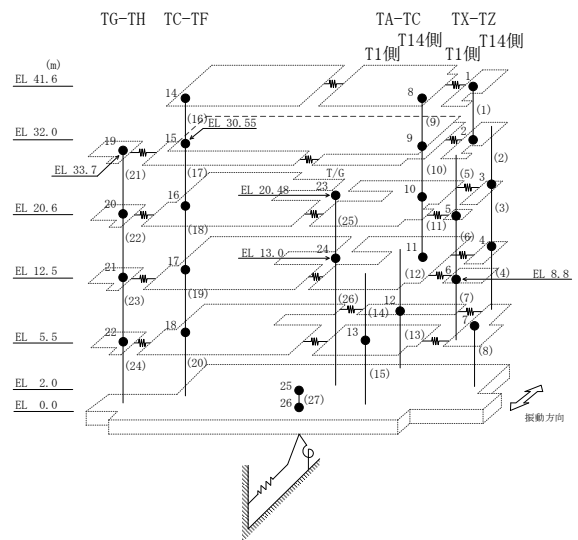 TG-TH TC-TF TA-TC TX-TZ
T1側 T14側 T1側 T14側
(m)
EL 41.6
14 8 1
(16) (9) (1)
EL 32.0
19 15 EL 30.55 9 2
EL 33.7
(21) (17) (10) (2)
T/G
EL 20.48 23 10 (5) 3
EL 20.6
20 16 (25) (11) 5 (3)
(22) (18) (6)
EL 13.0 24 11 4
EL 12.5
21 17 (12) 6 (4) EL 8.8
(23) (19) (26) 12 (7)
(14)
EL 5.5
22 18 13 (13) 7
(24) (20) (15) (8)
EL 2.0
25
EL 0.0
26 (27)
振動方向